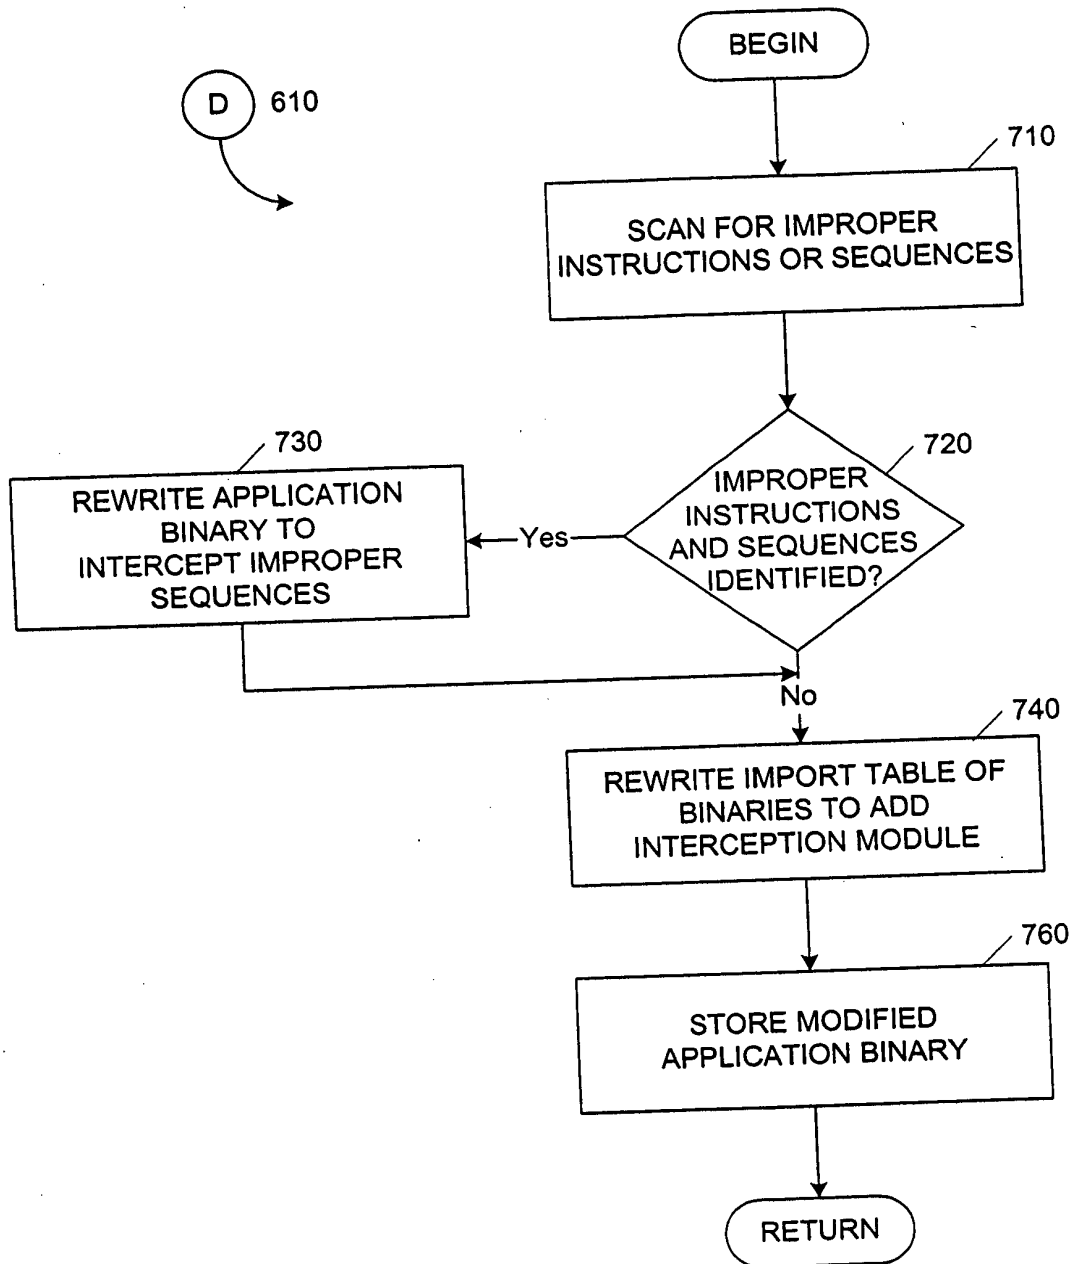 BEGIN
D 610
710
SCAN FOR IMPROPER
INSTRUCTIONS OR SEQUENCES
720
IMPROPER
INSTRUCTIONS
AND SEQUENCES
IDENTIFIED?
Yes
730
REWRITE APPLICATION
BINARY TO
INTERCEPT IMPROPER
SEQUENCES
No
740
REWRITE IMPORT TABLE OF
BINARIES TO ADD
INTERCEPTION MODULE
760
STORE MODIFIED
APPLICATION BINARY
RETURN